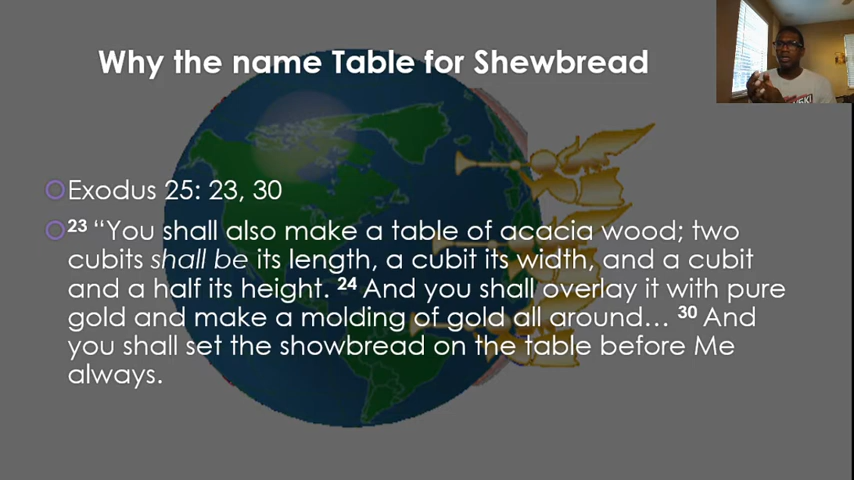 Why the name Table for Shewbread
Exodus 25: 23, 30
23 “You shall also make a table of acacia wood; two
cubits shall be its length, a cubit its width, and a cubit
and a half its height. 24 And you shall overlay it with pure
gold and make a molding of gold all around... 30 And
you shall set the showbread on the table before Me
always.